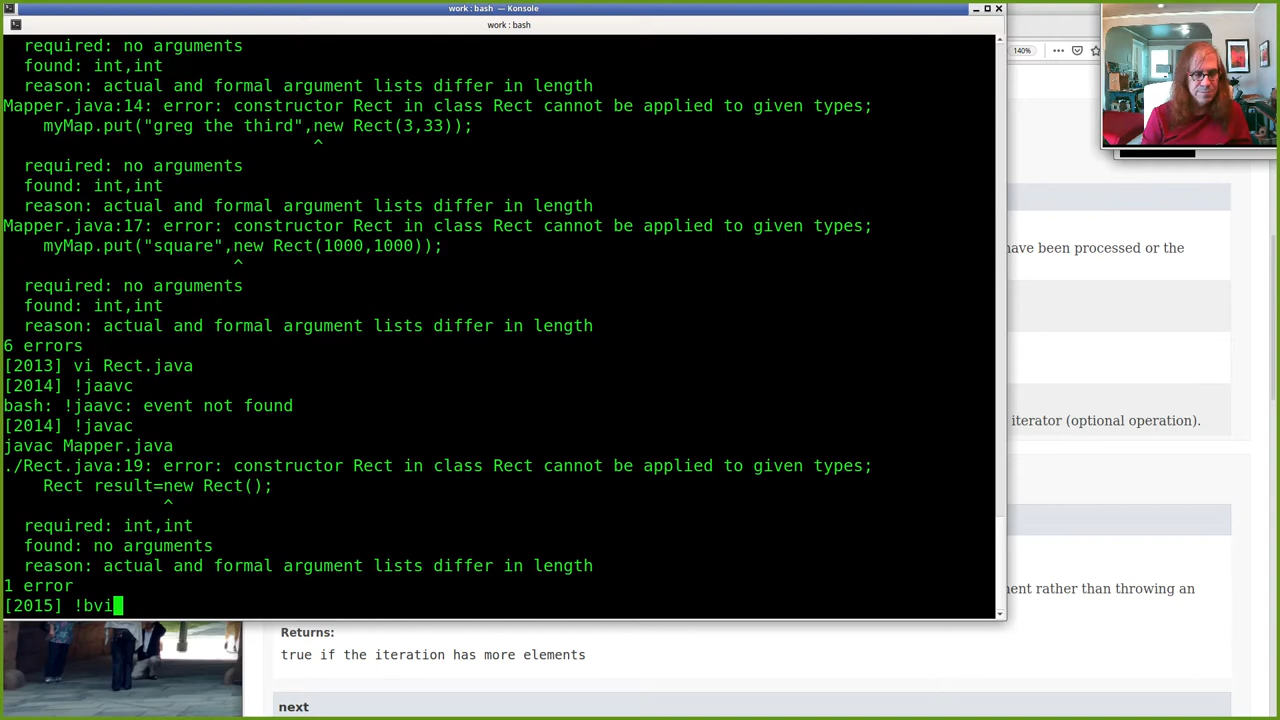 work : bash — Konsole
work : bash
required: no arguments
found: int,int
reason: actual and formal argument lists differ in length
Mapper.java:14: error: constructor Rect in class Rect cannot be applied to given types;
myMap.put("greg the third",new Rect(3,33));
^
required: no arguments
found: int,int
reason: actual and formal argument lists differ in length
Mapper.java:17: error: constructor Rect in class Rect cannot be applied to given types;
myMap.put("square",new Rect(1000,1000));
^
required: no arguments
found: int,int
reason: actual and formal argument lists differ in length
6 errors
[2013] vi Rect.java
[2014] !jaavc
bash: !jaavc: event not found
[2014] !javac
javac Mapper.java
./Rect.java:19: error: constructor Rect in class Rect cannot be applied to given types;
Rect result=new Rect();
^
required: int,int
found: no arguments
reason: actual and formal argument lists differ in length
1 error
[2015] !bvi
140%
have been processed or the
iterator (optional operation).
ent rather than throwing an
Returns:
true if the iteration has more elements
next